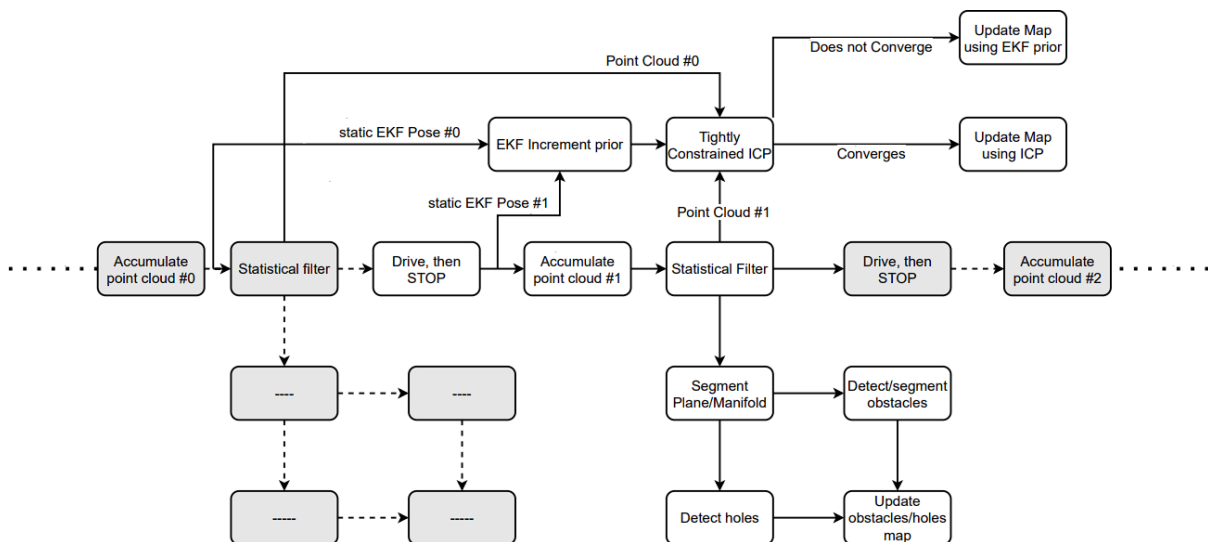 Update Map
using EKF prior
Does not Converge
Point Cloud #0
static EKF Pose #0
EKF Increment prior
Tightly
Constrained ICP
Converges
Update Map
using ICP
static EKF Pose #1
Point Cloud #1
Accumulate
point cloud #0
Statistical filter
Drive, then
STOP
Accumulate
point cloud #1
Statistical Filter
Drive, then
STOP
Accumulate
point cloud #2
----
----
Segment
Plane/Manifold
Detect/segment
obstacles
-----
-----
Detect holes
Update
obstacles/holes
map